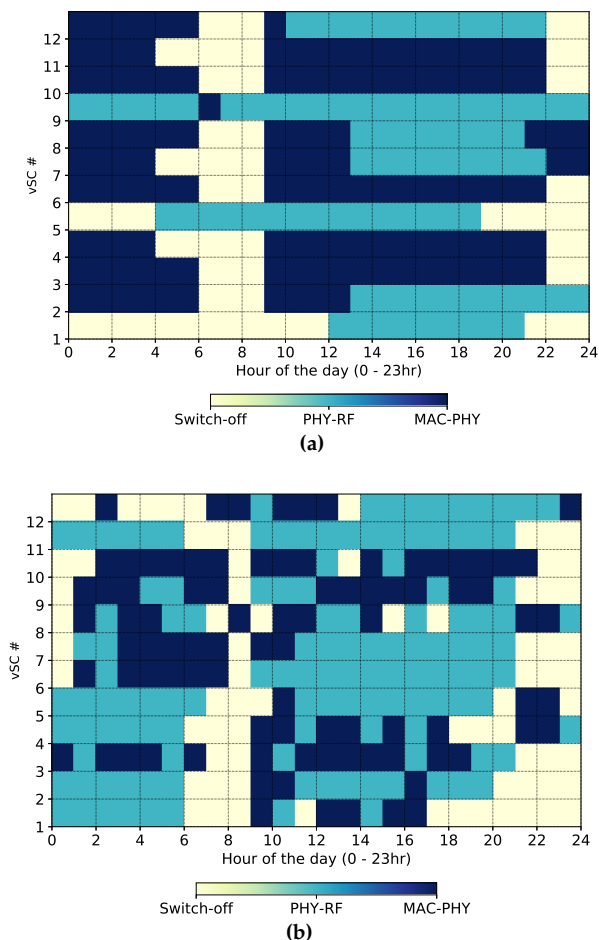 12
11
10
9
8
7
6
5
4
3
2
1
vSC #
0 2 4 6 8 10 12 14 16 18 20 22 24
Hour of the day (0 - 23hr)
Switch-off PHY-RF MAC-PHY
(a)
12
11
10
9
8
7
6
5
4
3
2
1
vSC #
0 2 4 6 8 10 12 14 16 18 20 22 24
Hour of the day (0 - 23hr)
Switch-off PHY-RF MAC-PHY
(b)